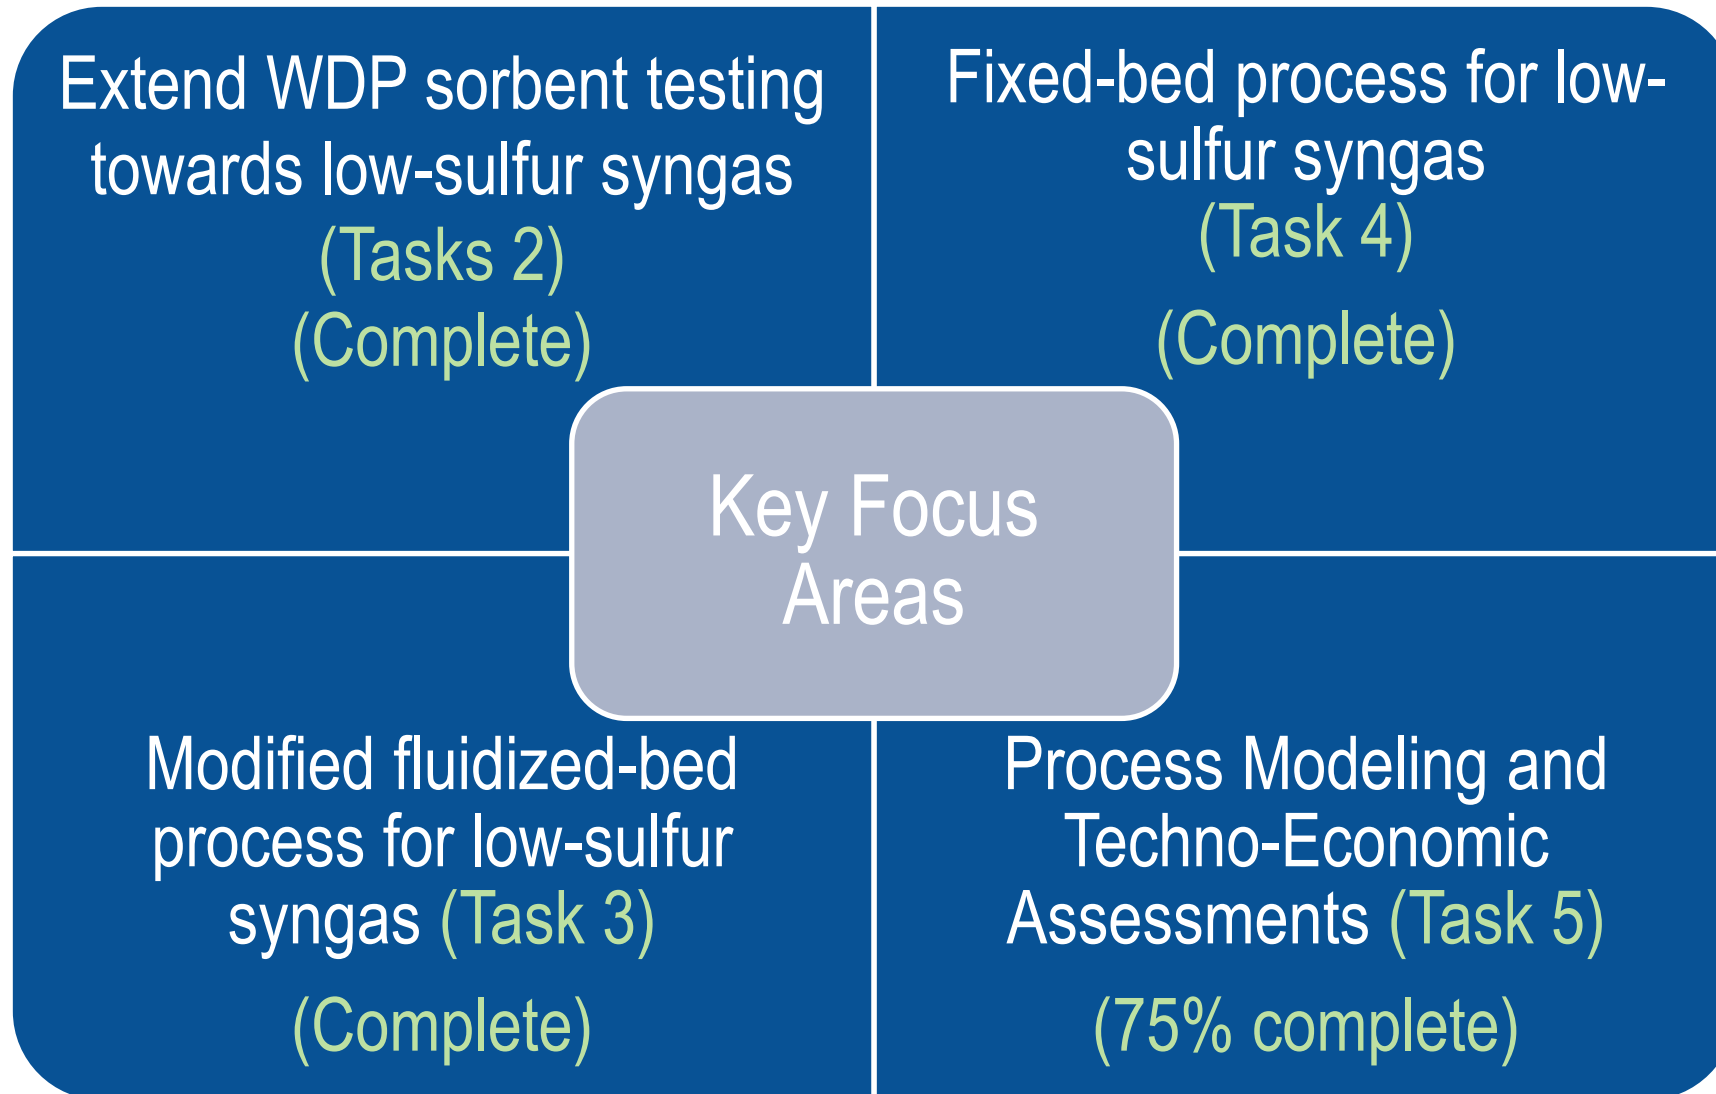 Extend WDP sorbent testing
towards low-sulfur syngas
(Tasks 2)
(Complete)
Fixed-bed process for low-
sulfur syngas
(Task 4)
(Complete)
Key Focus
Areas
Modified fluidized-bed
process for low-sulfur
syngas (Task 3)
(Complete)
Process Modeling and
Techno-Economic
Assessments (Task 5)
(75% complete)